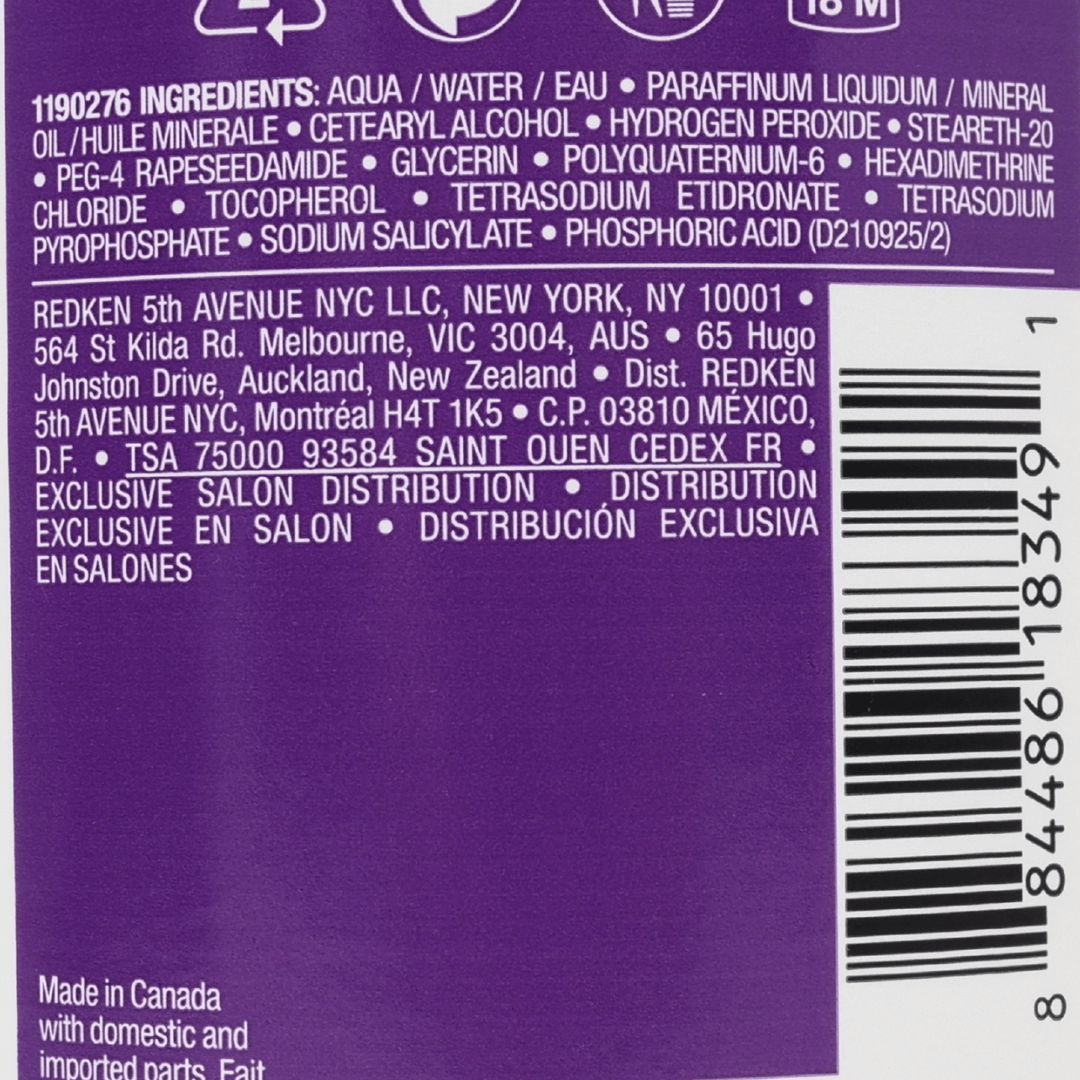 2
18 M
1190276 INGREDIENTS: AQUA / WATER / EAU • PARAFFINUM LIQUIDUM / MINERAL
OIL / HUILE MINERALE • CETEARYL ALCOHOL • HYDROGEN PEROXIDE • STEARETH-20
• PEG-4 RAPESEEDAMIDE • GLYCERIN • POLYQUATERNIUM-6 • HEXADIMETHRINE
CHLORIDE • TOCOPHEROL • TETRASODIUM ETIDRONATE • TETRASODIUM
PYROPHOSPHATE • SODIUM SALICYLATE • PHOSPHORIC ACID (D210925/2)
REDKEN 5th AVENUE NYC LLC, NEW YORK, NY 10001 •
564 St Kilda Rd. Melbourne, VIC 3004, AUS • 65 Hugo
Johnston Drive, Auckland, New Zealand • Dist. REDKEN
5th AVENUE NYC, Montréal H4T 1K5 • C.P. 03810 MÉXICO,
D.F. • TSA 75000 93584 SAINT OUEN CEDEX FR •
EXCLUSIVE SALON DISTRIBUTION • DISTRIBUTION
EXCLUSIVE EN SALON • DISTRIBUCIÓN EXCLUSIVA
EN SALONES
Made in Canada
with domestic and
imported parts. Fait
8 84486 18349 1